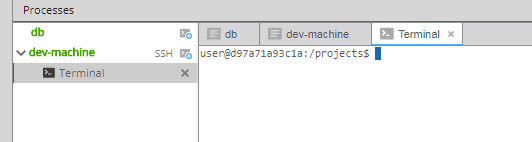 Processes
db
dev-machine SSH
Terminal
db dev-machine Terminal
user@d97a71a93c1a:/projects$